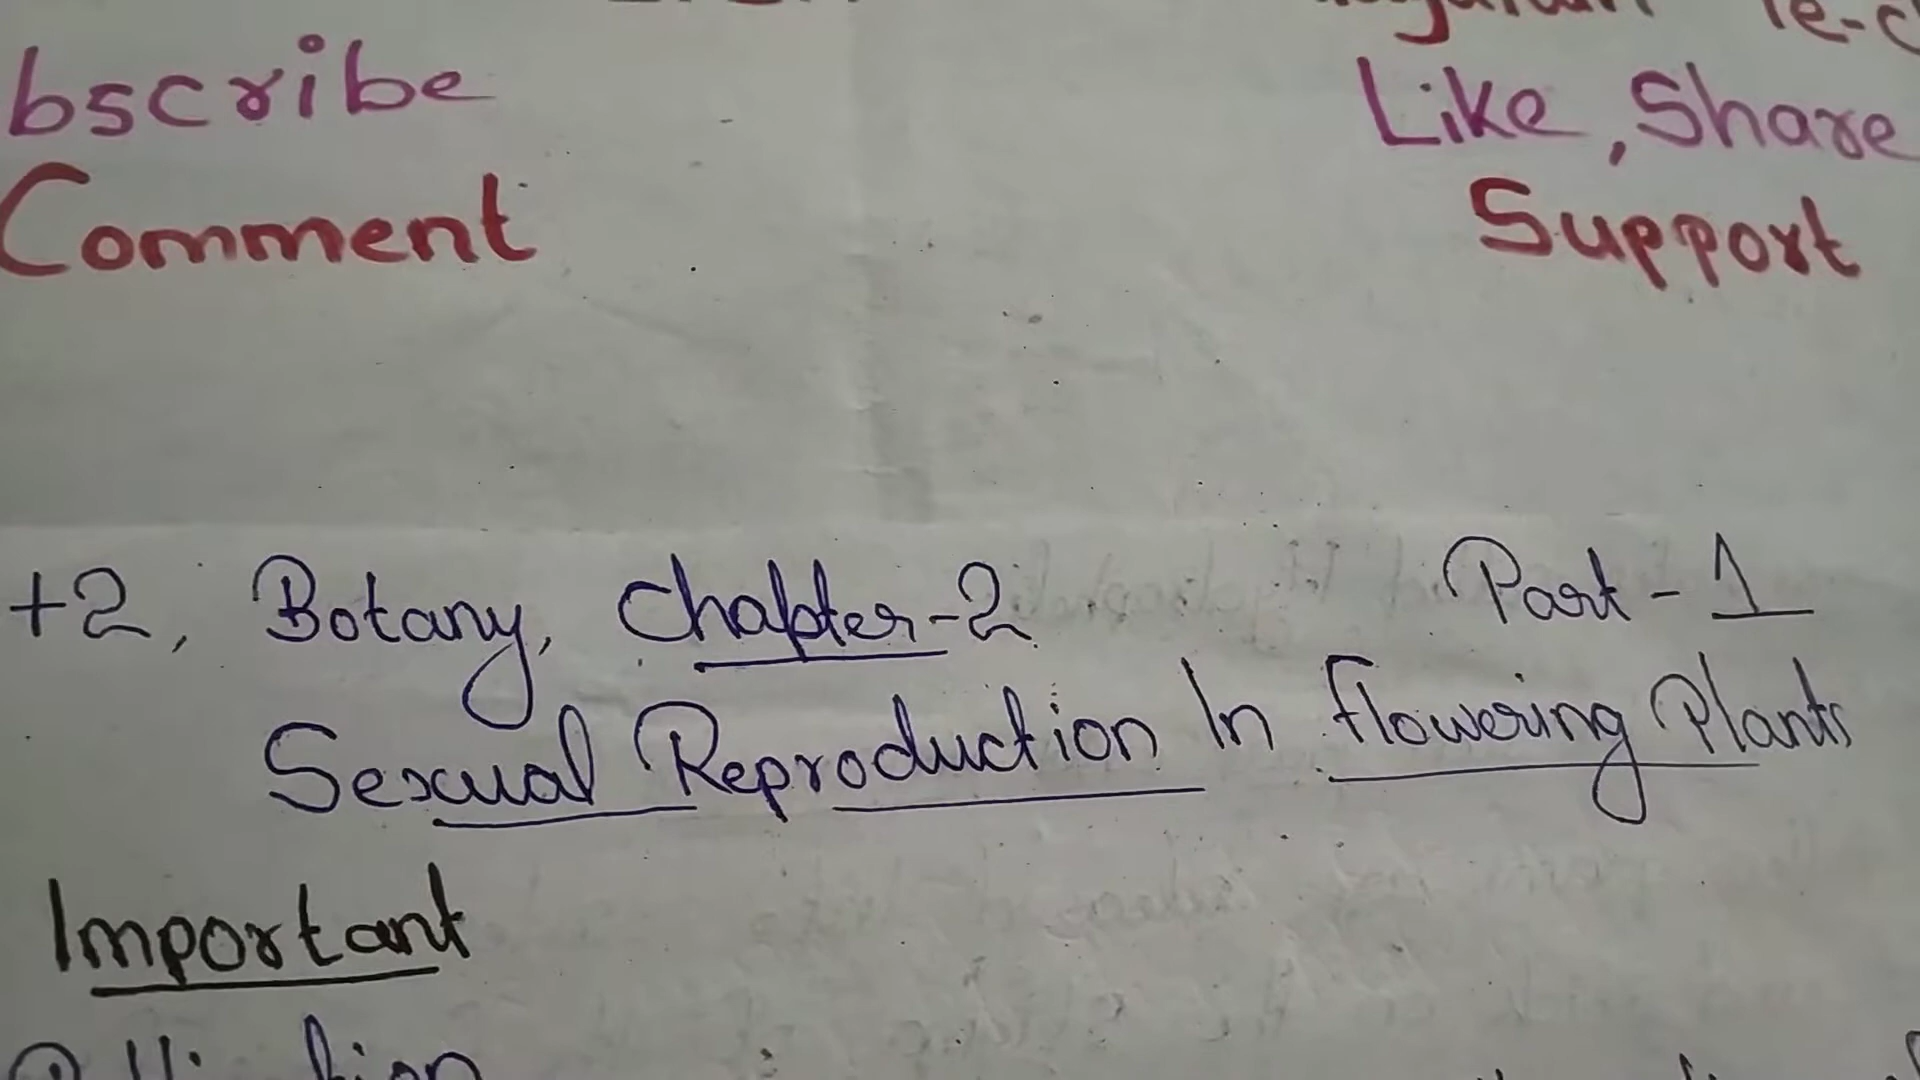 bscribe
Like, Share
Comment
Support
+2, Botany, Chapter-2 Part - 1
Sexual Reproduction In Flowering Plants
Important